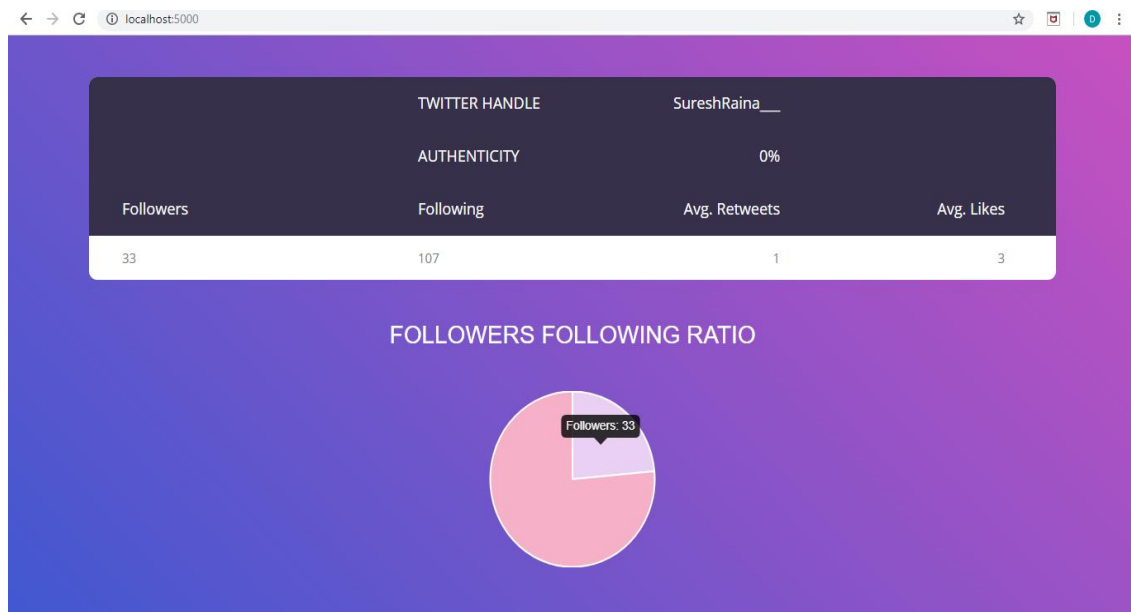 localhost:5000
D
TWITTER HANDLE SureshRaina___
AUTHENTICITY 0%
Followers Following Avg. Retweets Avg. Likes
33 107 1 3
FOLLOWERS FOLLOWING RATIO
Followers: 33